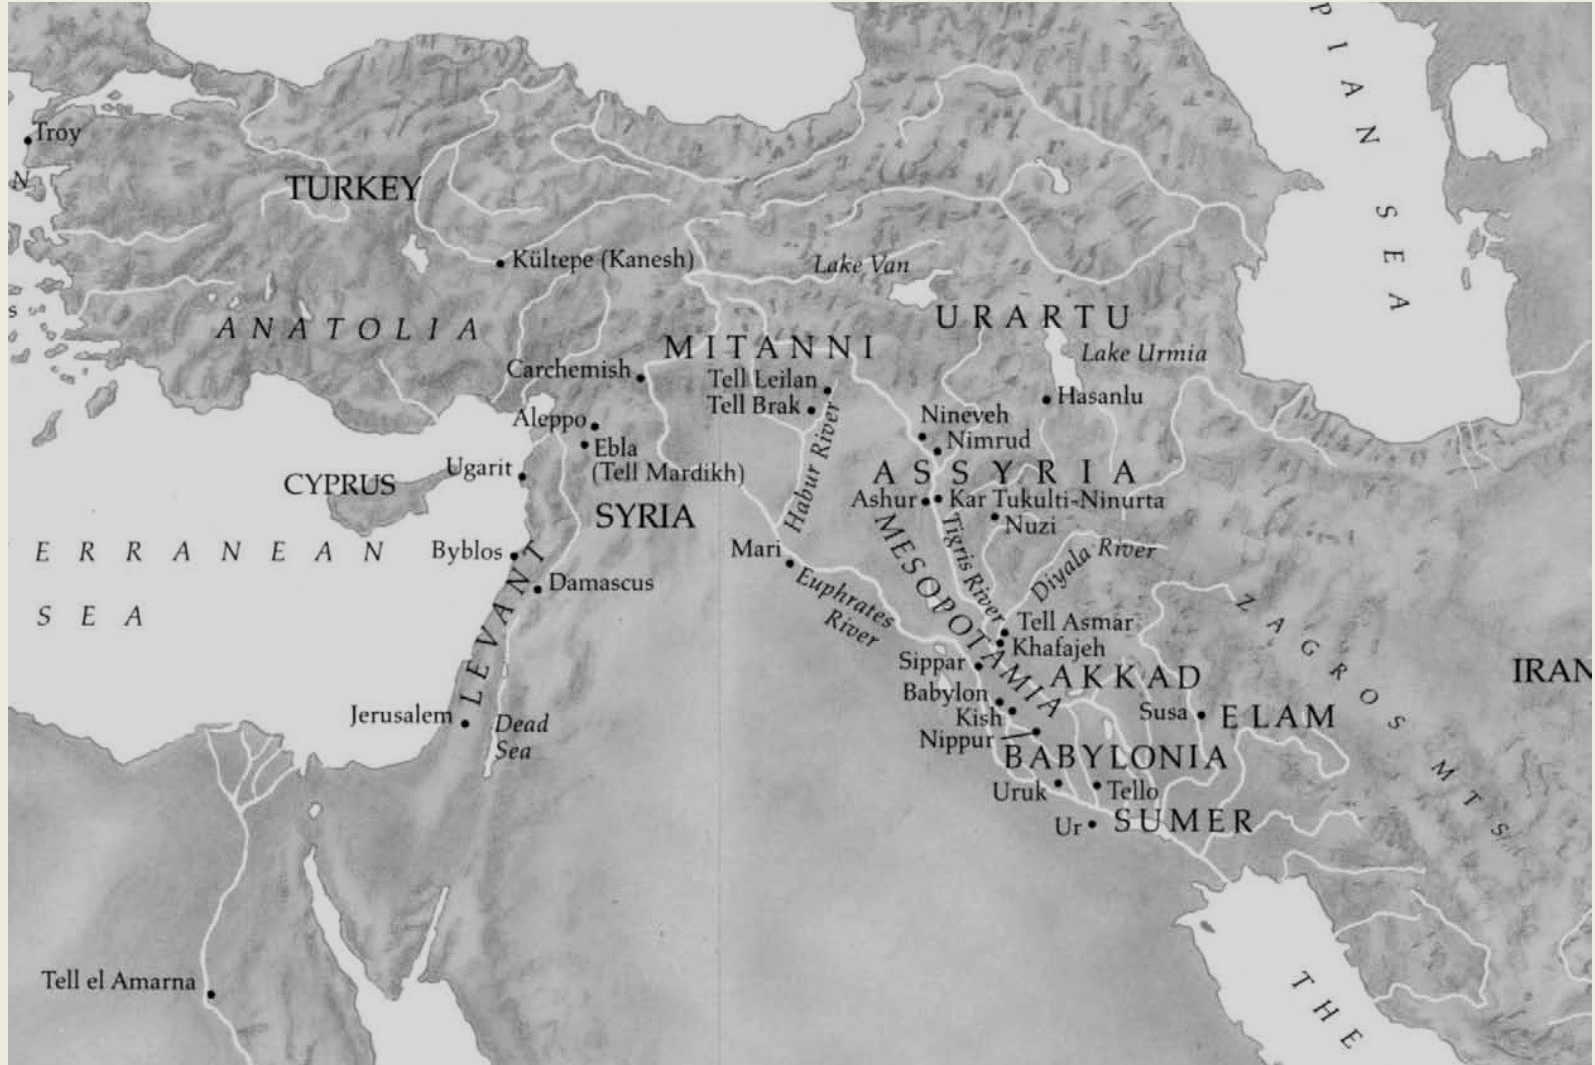 PIAN SEA
Troy
N
TURKEY
Kültepe (Kanesh)
Lake Van
s
ANATOLIA
URARTU
MITANNI
Lake Urmia
Carchemish
Tell Leilan
Tell Brak
Hasanlu
Aleppo
Nineveh
Ebla
(Tell Mardikh)
Nimrud
Habur River
Ugarit
ASSYRIA
CYPRUS
Ashur
Kar Tukulti-Ninurta
SYRIA
Nuzi
MESOPOTAMIA
Tigris River
ERRANEAN
SEA
Byblos
Mari
Diyala River
LEVANT
Damascus
Euphrates
River
ZAGROS MTS
Tell Asmar
Khafajeh
Sippar
AKKAD
IRAN
Babylon
Kish
Susa
ELAM
Jerusalem
Dead
Sea
Nippur
BABYLONIA
Uruk
Tello
Ur
SUMER
Tell el Amarna
THE